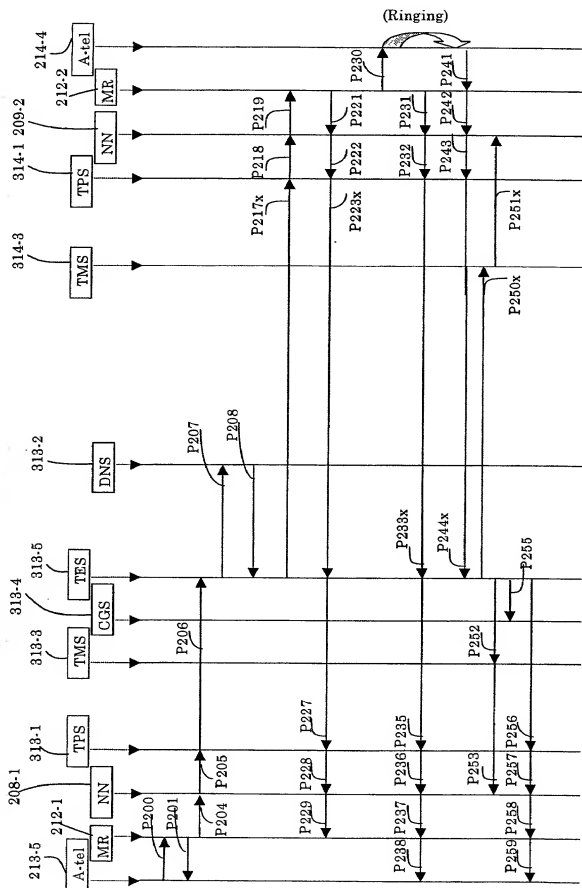 213-5
212-1
208-1
313-1
313-3
313-4
313-5
313-2
314-3
314-1
209-2
212-2
214-4
A-tel
MR
NN
TPS
TMS
CGS
TES
DNS
TMS
TPS
NN
MR
A-tel
P200
P201
P204
P205
P206
P207
P208
P217x
P218
P219
P221
P222
P223x
P227
P228
P229
P230
(Ringing)
P231
P232
P233x
P235
P236
P237
P238
P241
P242
P243
P244x
P250x
P251x
P252
P253
P255
P256
P257
P258
P259